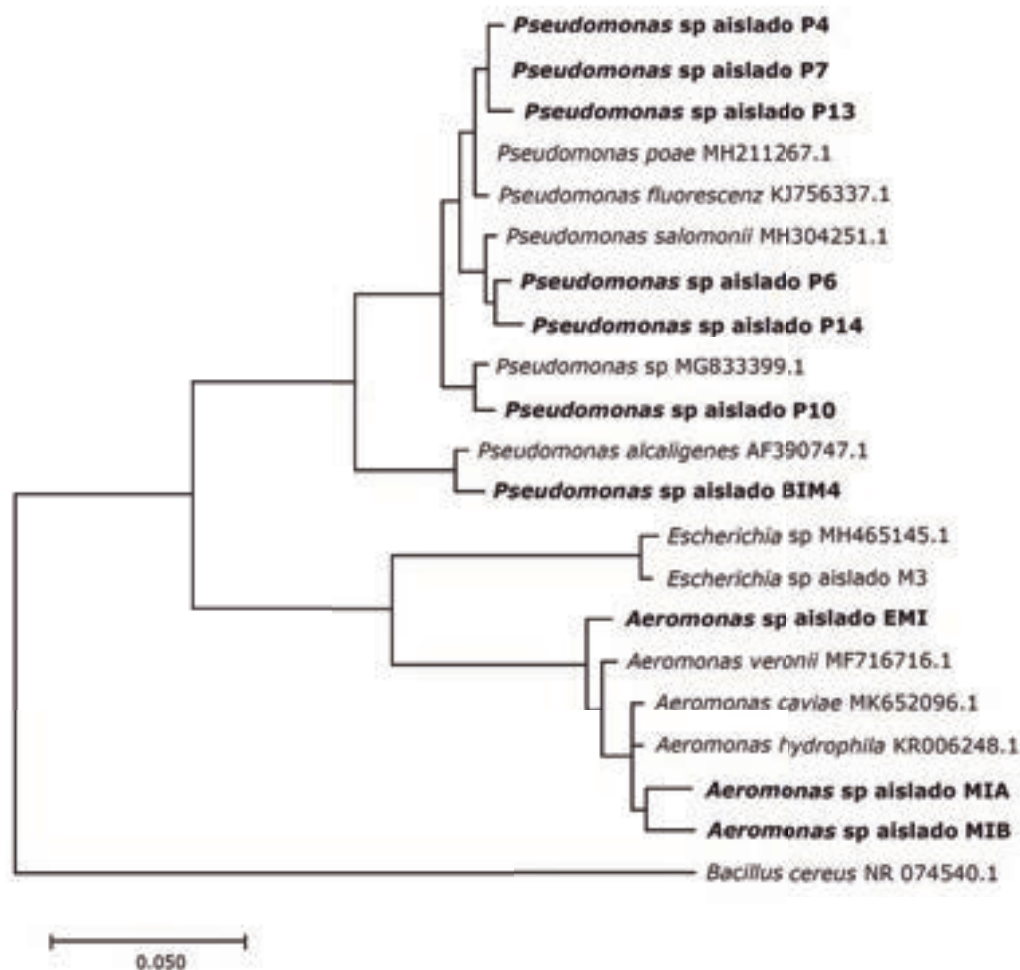 Pseudomonas sp aislado P4
Pseudomonas sp aislado P7
Pseudomonas sp aislado P13
Pseudomonas poae MH211267.1
Pseudomonas fluorescenz KJ756337.1
Pseudomonas salomonii MH304251.1
Pseudomonas sp aislado P6
Pseudomonas sp aislado P14
Pseudomonas sp MG833399.1
Pseudomonas sp aislado P10
Pseudomonas alcaligenes AF390747.1
Pseudomonas sp aislado BIM4
Escherichia sp MH465145.1
Escherichia sp aislado M3
Aeromonas sp aislado EMI
Aeromonas veronii MF716716.1
Aeromonas caviae MK652096.1
Aeromonas hydrophila KR006248.1
Aeromonas sp aislado MIA
Aeromonas sp aislado MIB
Bacillus cereus NR 074540.1
0.050